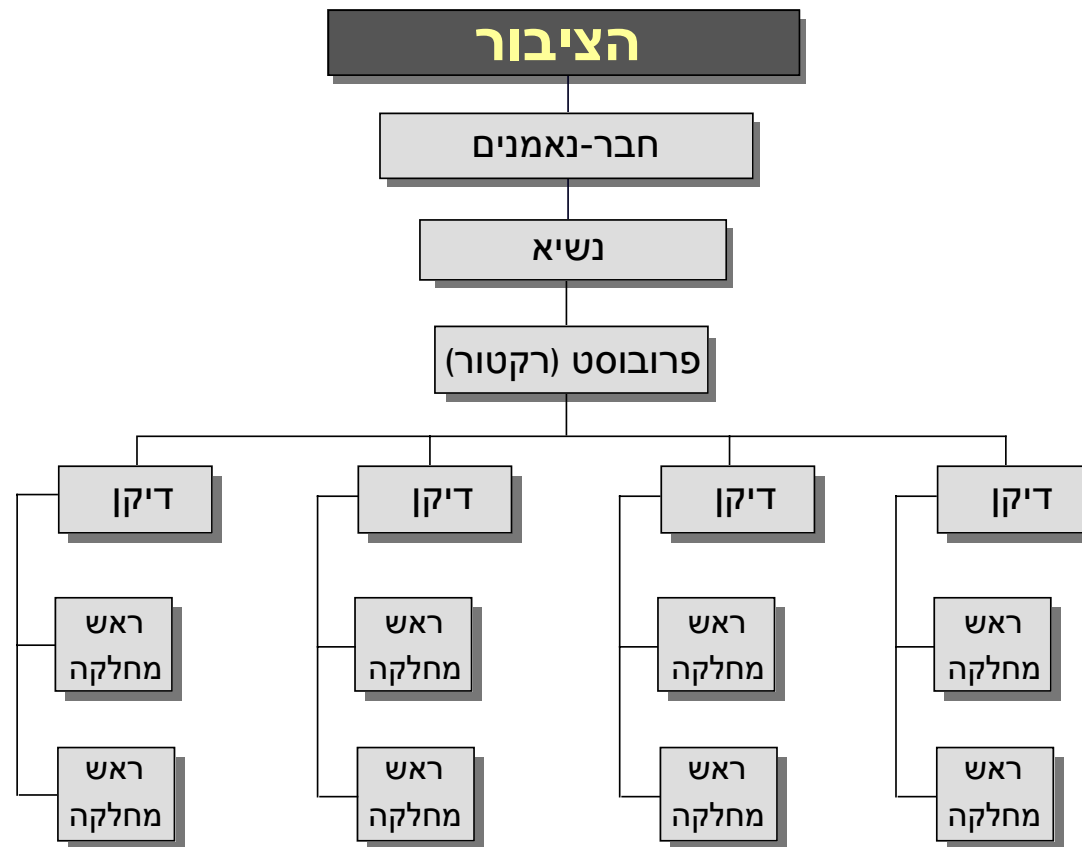 הציבור
חבר-נאמנים
נשיא
פרובוסט (רקטור)
דיקן
דיקן
דיקן
דיקן
ראש
מחלקה
ראש
מחלקה
ראש
מחלקה
ראש
מחלקה
ראש
מחלקה
ראש
מחלקה
ראש
מחלקה
ראש
מחלקה